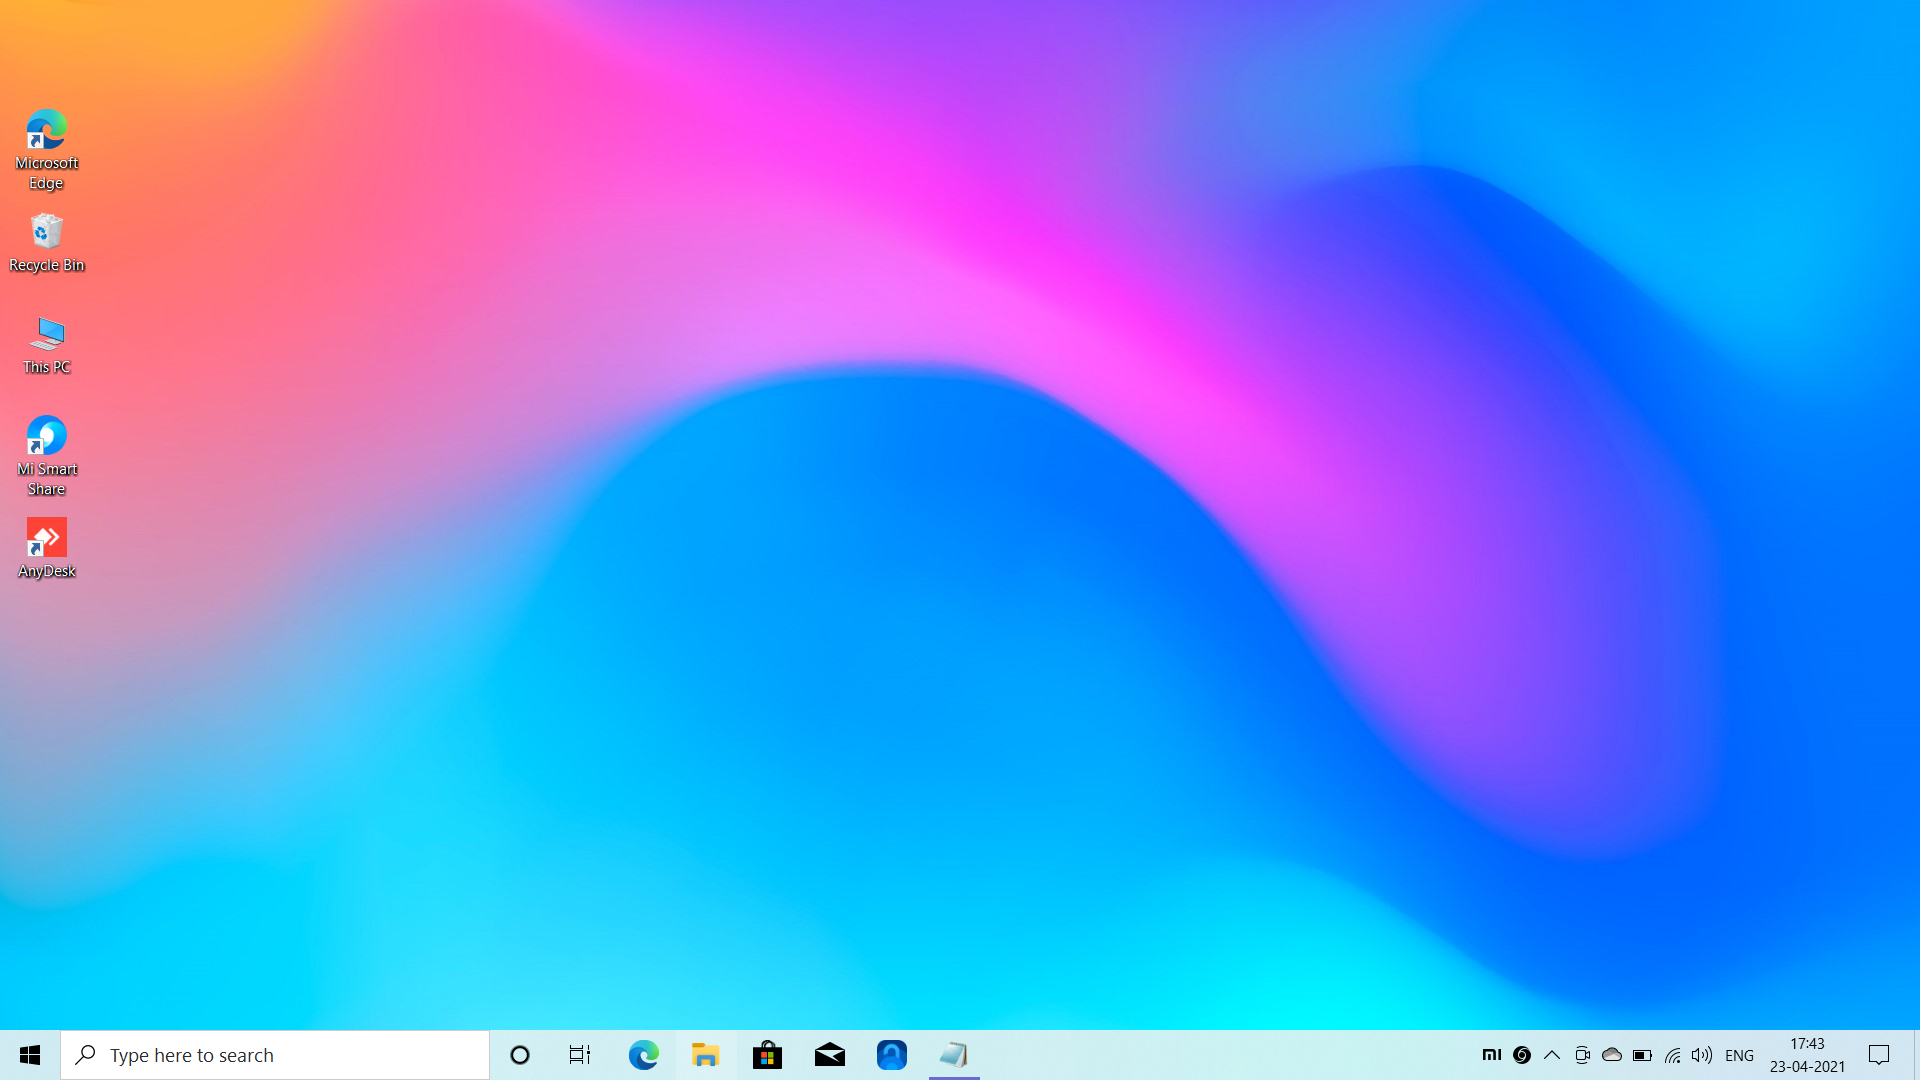 Microsoft
Edge
Recycle Bin
This PC
Mi Smart
Share
AnyDesk
Type here to search
mi
ENG
17:43
23-04-2021